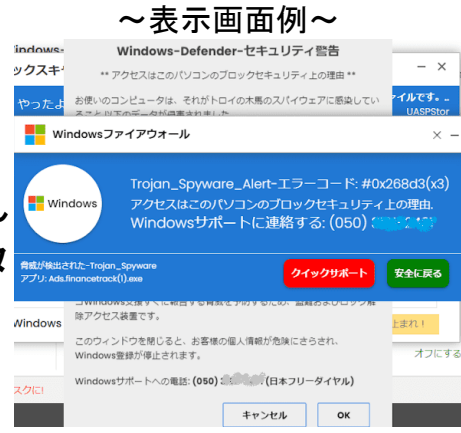 ～表示画面例～
indows-
Windows-Defender-セキュリティ警告
ックスキ
** アクセスはこのパソコンのブロックセキュリティ上の理由 **
やったよ
イルです。..
UASPStor
お使いのコンピュータは、それがトロイの木馬のスパイウェアに感染してい
Windowsファイアウォール
Windows
Trojan_Spyware_Alert-エラーコード: #0x268d3(x3)
アクセスはこのパソコンのブロックセキュリティ上の理由.
Windowsサポートに連絡する: (050)
脅威が検出された-Trojan_Spyware
アプリ: Ads.financetrack(1).exe
クイックサポート
安全に戻る
Windows
除アクセス装置です。
止まれ！
このウィンドウを閉じると、お客様の個人情報が危険にさらされ、
Windows登録が停止されます。
オフにする
Windowsサポートへの電話: (050) (日本フリーダイヤル)
スクに!
キャンセル
OK